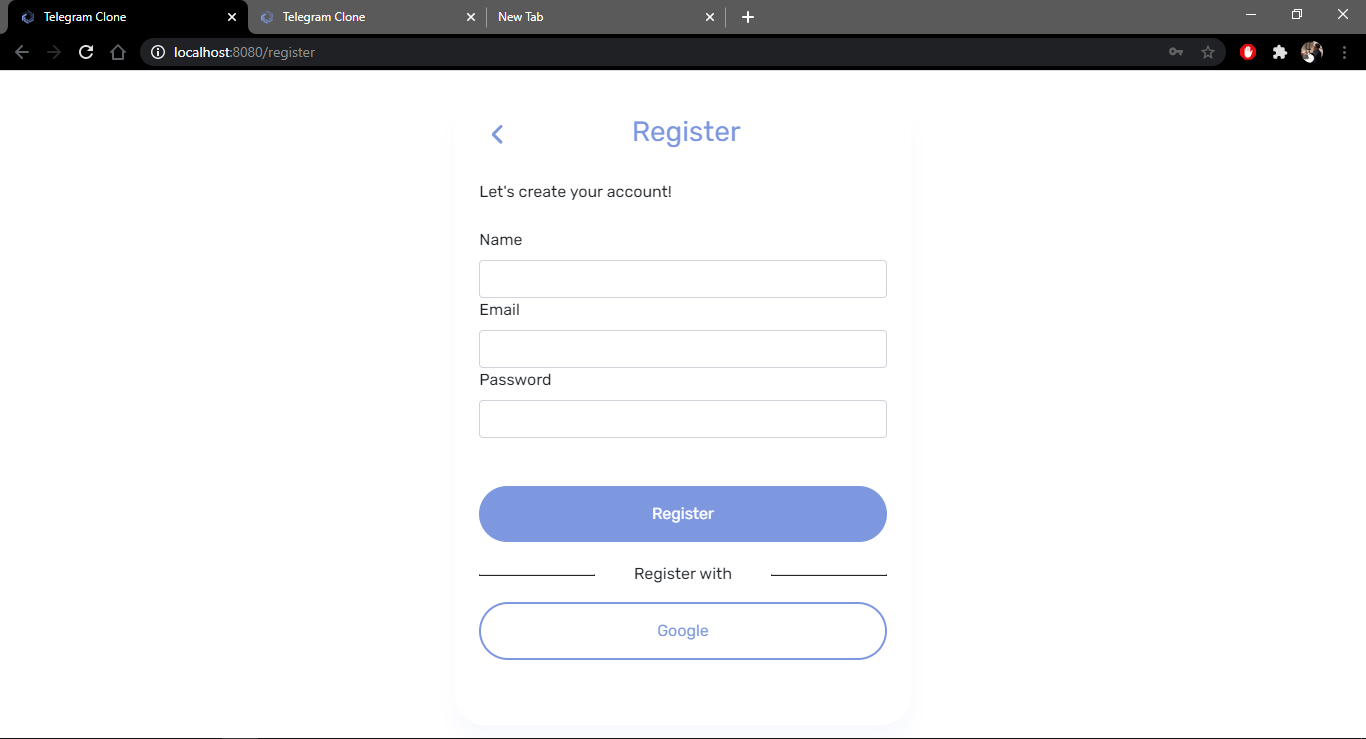 Telegram Clone
Telegram Clone
New Tab
localhost:8080/register
Register
Let's create your account!
Name
Email
Password
Register
Register with
Google